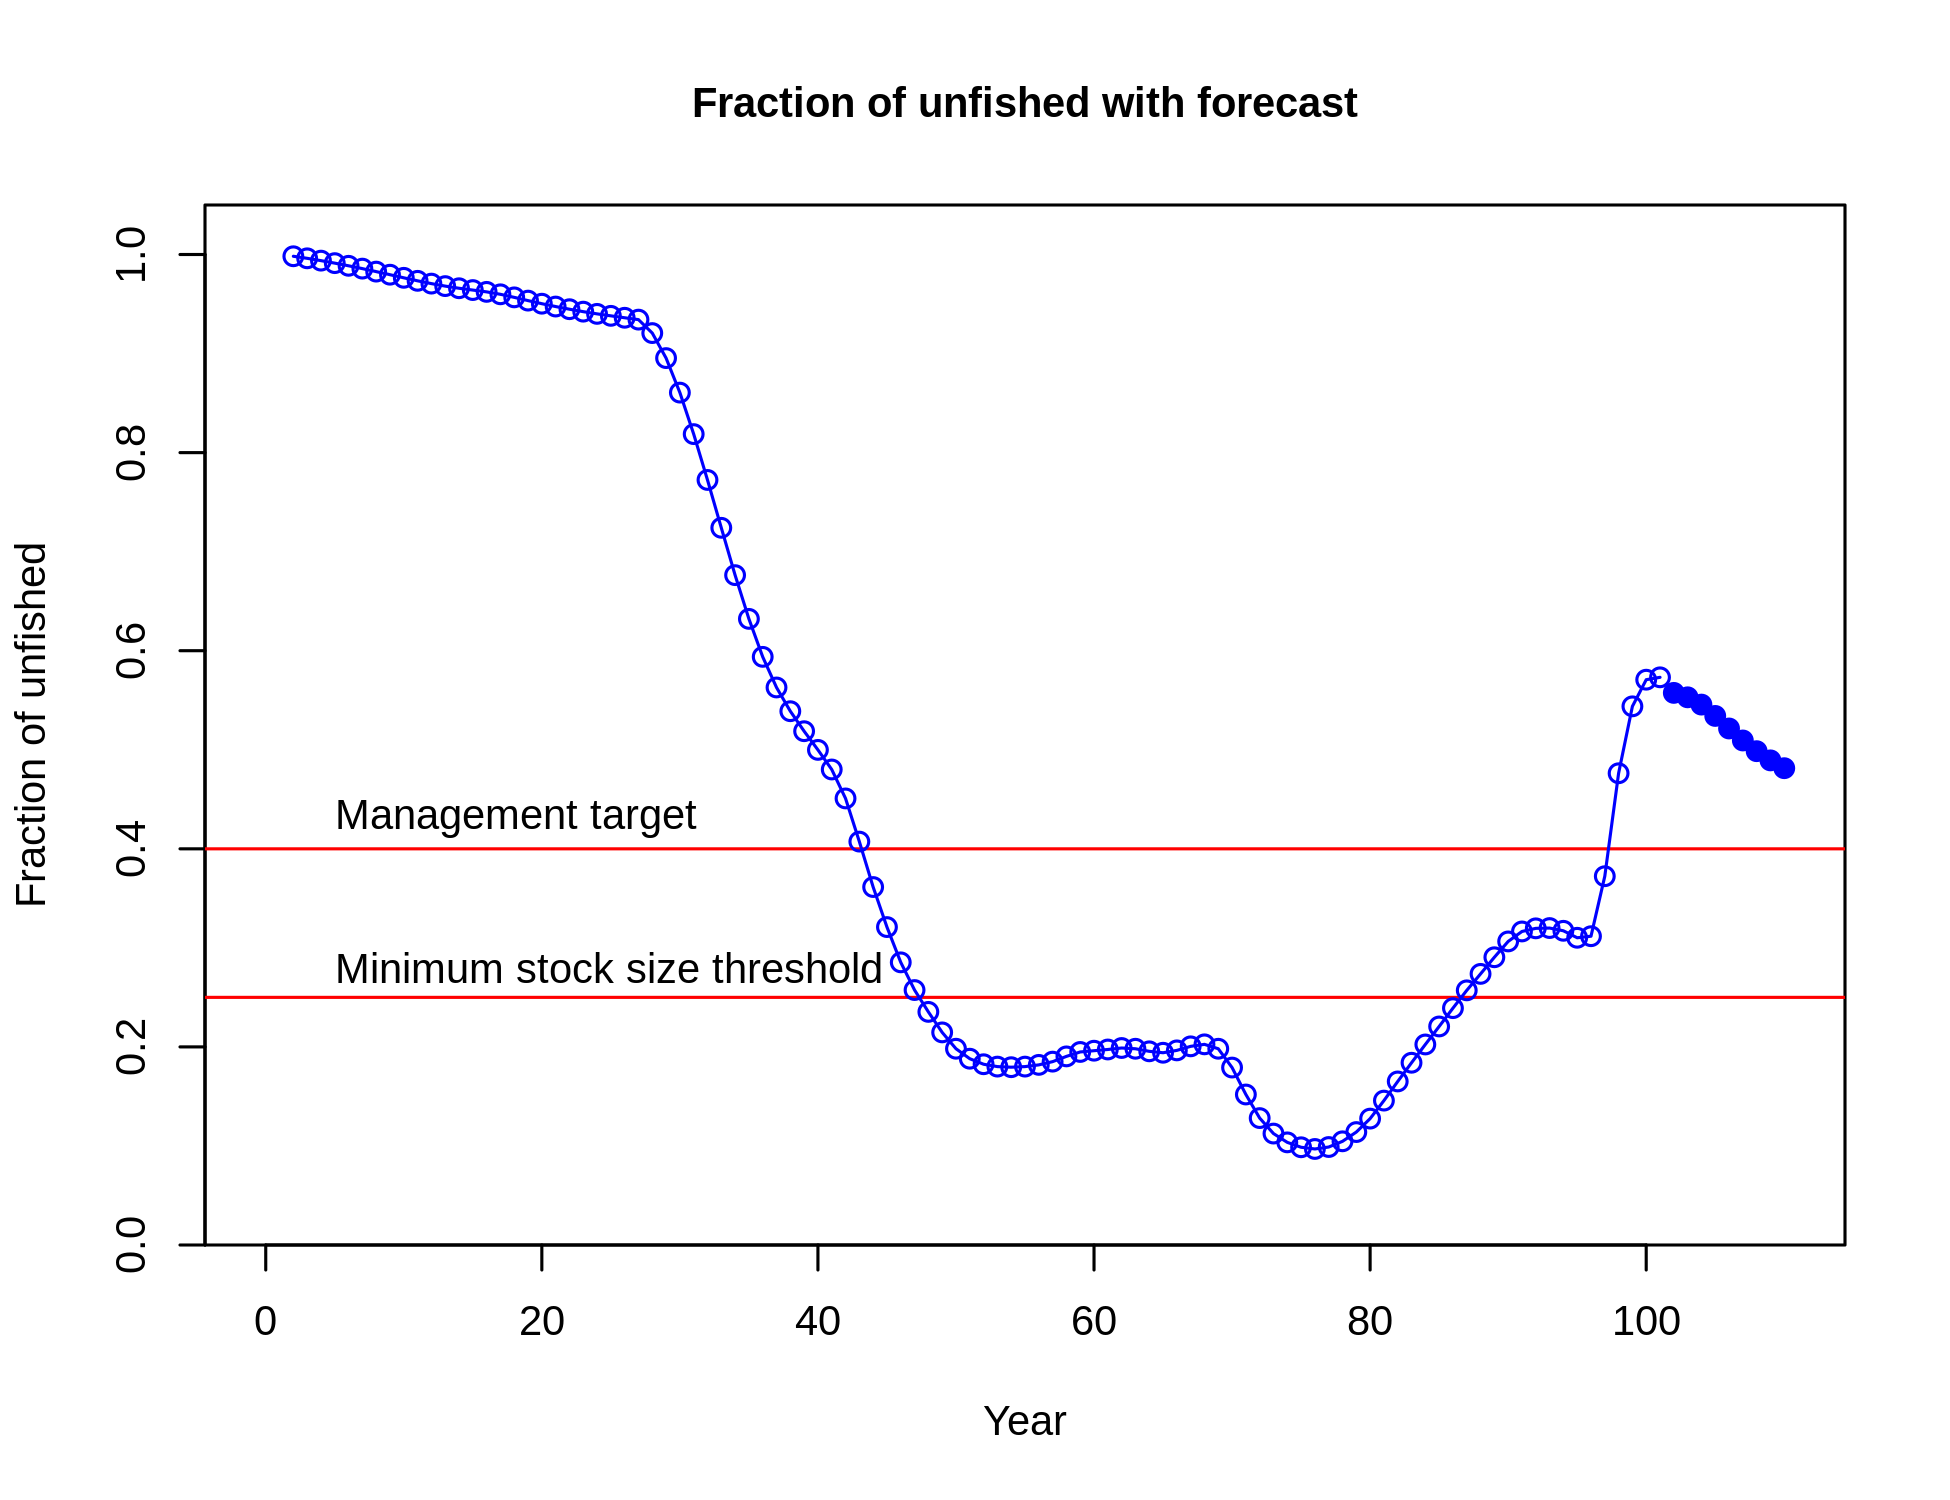 Fraction of unfished with forecast
Fraction of unfished
1.0
0.8
0.6
0.4
0.2
0.0
Management target
Minimum stock size threshold
0 20 40 60 80 100
Year